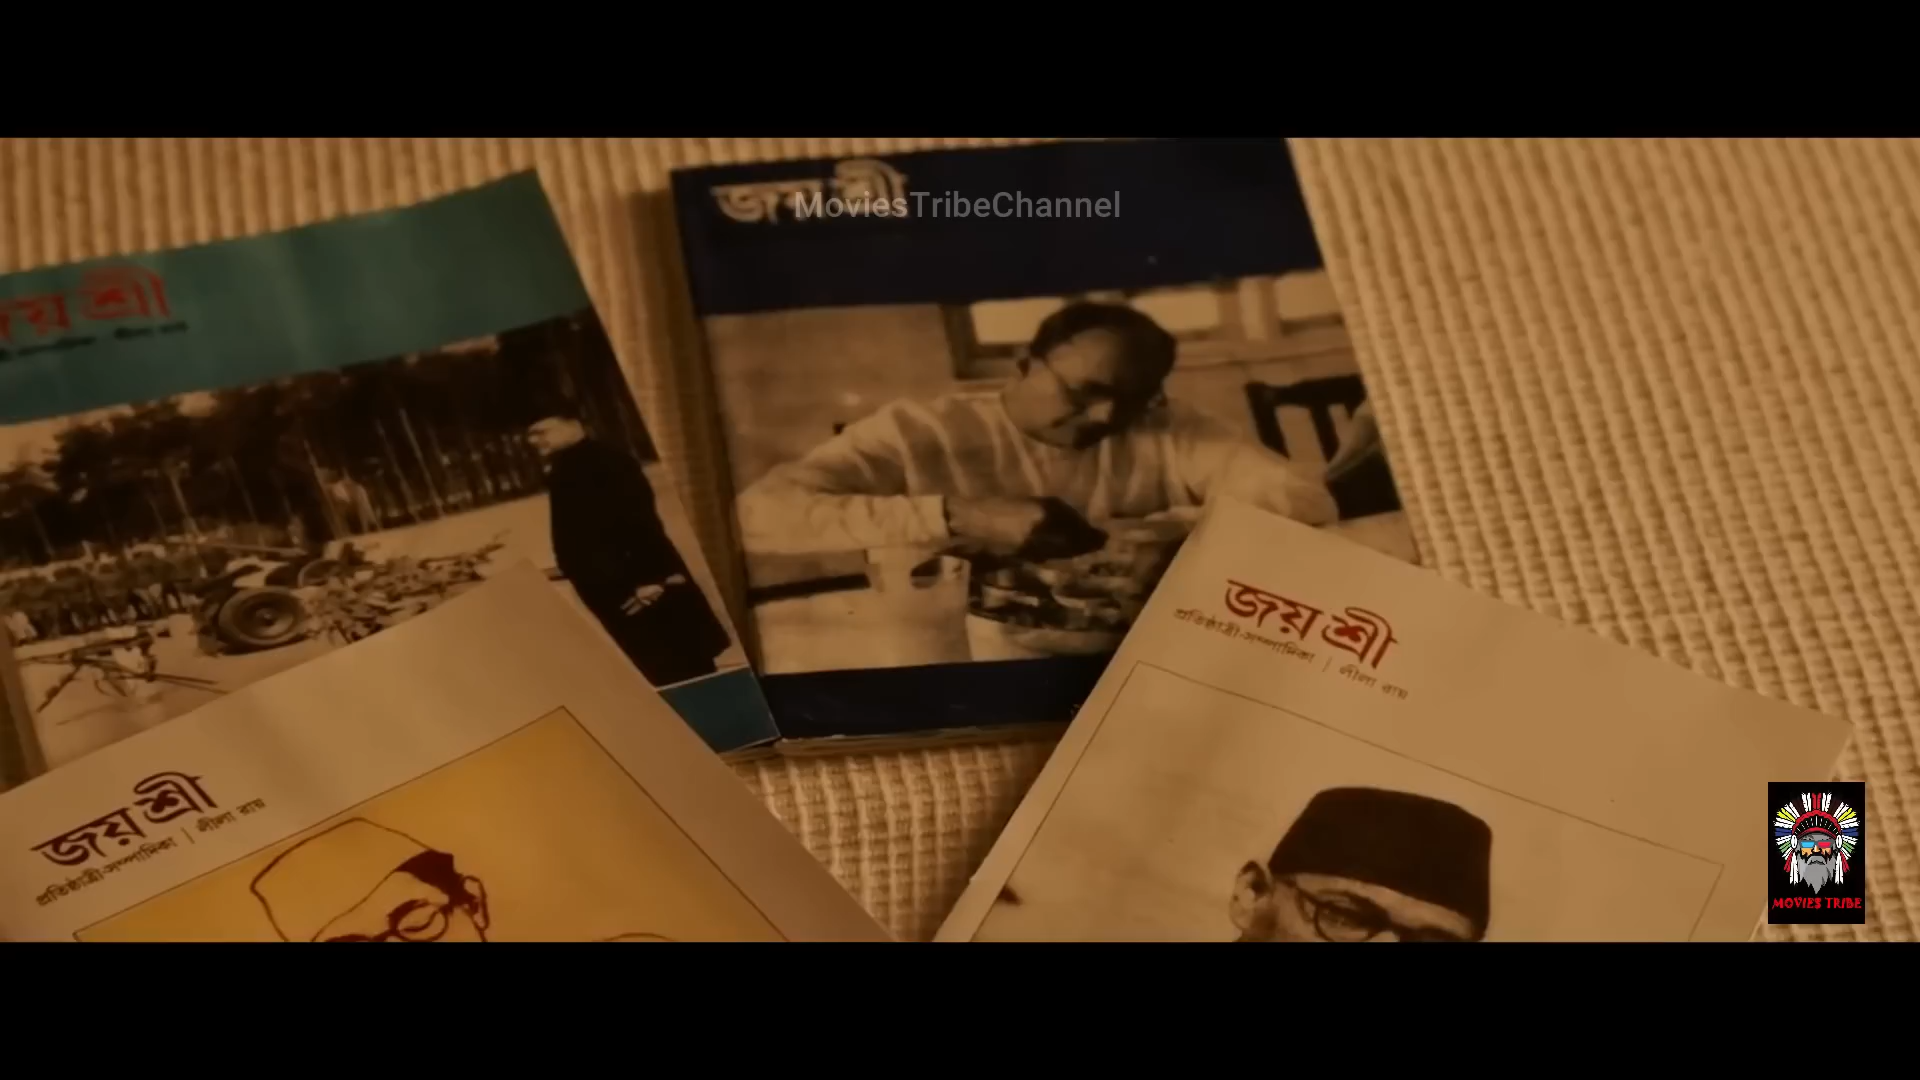 MoviesTribeChannel
জয়শ্রী
জয়শ্রী
জয়শ্রী
প্রতিষ্ঠাত্রী-সম্পাদিকা | লীলা রায়
জয়শ্রী
প্রতিষ্ঠাত্রী-সম্পাদিকা | লীলা রায়
MOVIES TRIBE